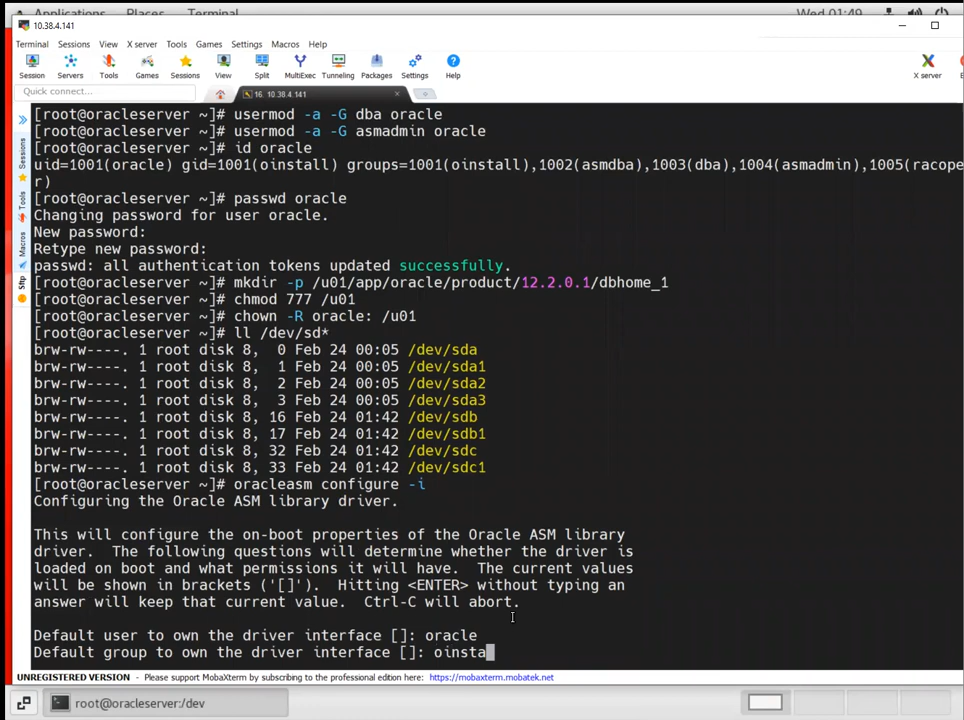 Applications Places Terminal Wed 01:49
10.38.4.141
Terminal Sessions View X server Tools Games Settings Macros Help
Session Servers Tools Games Sessions View Split MultiExec Tunneling Packages Settings Help X server
Quick connect... 16. 10.38.4.141
[root@oracleserver ~]# usermod -a -G dba oracle
[root@oracleserver ~]# usermod -a -G asmadmin oracle
[root@oracleserver ~]# id oracle
uid=1001(oracle) gid=1001(oinstall) groups=1001(oinstall),1002(asmdba),1003(dba),1004(asmadmin),1005(racope
r)
[root@oracleserver ~]# passwd oracle
Changing password for user oracle.
New password:
Retype new password:
passwd: all authentication tokens updated successfully.
[root@oracleserver ~]# mkdir -p /u01/app/oracle/product/12.2.0.1/dbhome_1
[root@oracleserver ~]# chmod 777 /u01
[root@oracleserver ~]# chown -R oracle: /u01
[root@oracleserver ~]# ll /dev/sd*
brw-rw----. 1 root disk 8,  0 Feb 24 00:05 /dev/sda
brw-rw----. 1 root disk 8,  1 Feb 24 00:05 /dev/sda1
brw-rw----. 1 root disk 8,  2 Feb 24 00:05 /dev/sda2
brw-rw----. 1 root disk 8,  3 Feb 24 00:05 /dev/sda3
brw-rw----. 1 root disk 8, 16 Feb 24 01:42 /dev/sdb
brw-rw----. 1 root disk 8, 17 Feb 24 01:42 /dev/sdb1
brw-rw----. 1 root disk 8, 32 Feb 24 01:42 /dev/sdc
brw-rw----. 1 root disk 8, 33 Feb 24 01:42 /dev/sdc1
[root@oracleserver ~]# oracleasm configure -i
Configuring the Oracle ASM library driver.
This will configure the on-boot properties of the Oracle ASM library
driver.  The following questions will determine whether the driver is
loaded on boot and what permissions it will have.  The current values
will be shown in brackets ('[]').  Hitting <ENTER> without typing an
answer will keep that current value.  Ctrl-C will abort.
Default user to own the driver interface []: oracle
Default group to own the driver interface []: oinsta
Sessions
Tools
Macros
Sftp
UNREGISTERED VERSION - Please support MobaXterm by subscribing to the professional edition here: https://mobaxterm.mobatek.net
root@oracleserver:/dev